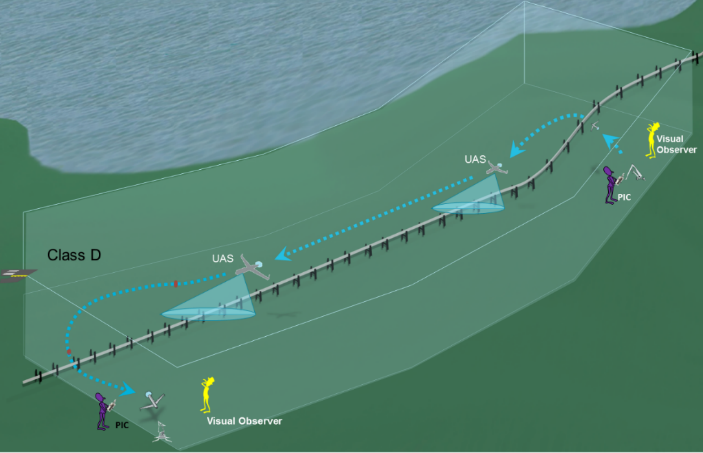 Visual
Observer
UAS
PIC
Class D
UAS
PIC
Visual Observer